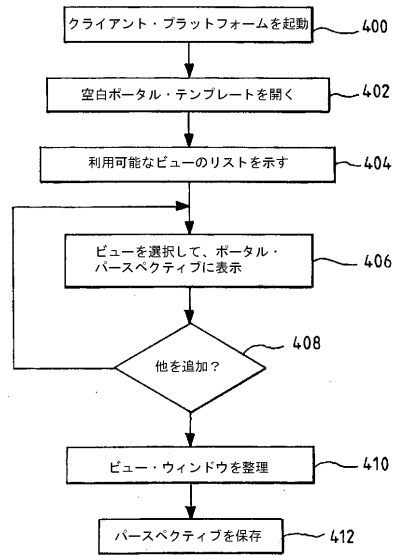 クライアント・プラットフォームを起動
400
空白ポータル・テンプレートを開く
402
利用可能なビューのリストを示す
404
ビューを選択して、ポータル・
パースペクティブに表示
406
他を追加？
408
ビュー・ウィンドウを整理
410
パースペクティブを保存
412